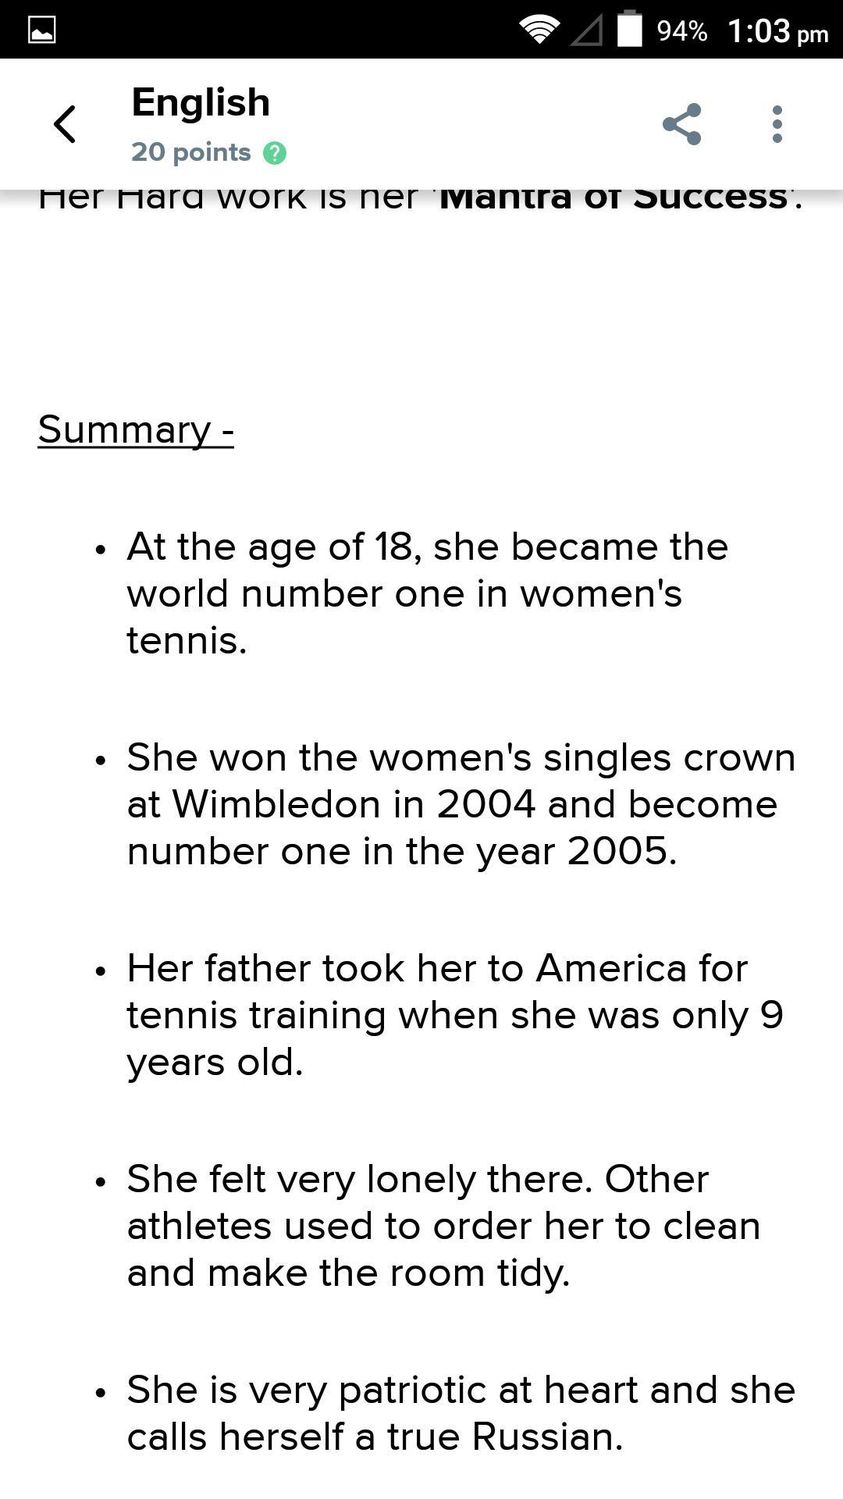 94% 1:03 pm
English
20 points ?
Her Hard work is her 'Mantra of Success'.
Summary -
• At the age of 18, she became the
world number one in women's
tennis.
• She won the women's singles crown
at Wimbledon in 2004 and become
number one in the year 2005.
• Her father took her to America for
tennis training when she was only 9
years old.
• She felt very lonely there. Other
athletes used to order her to clean
and make the room tidy.
• She is very patriotic at heart and she
calls herself a true Russian.